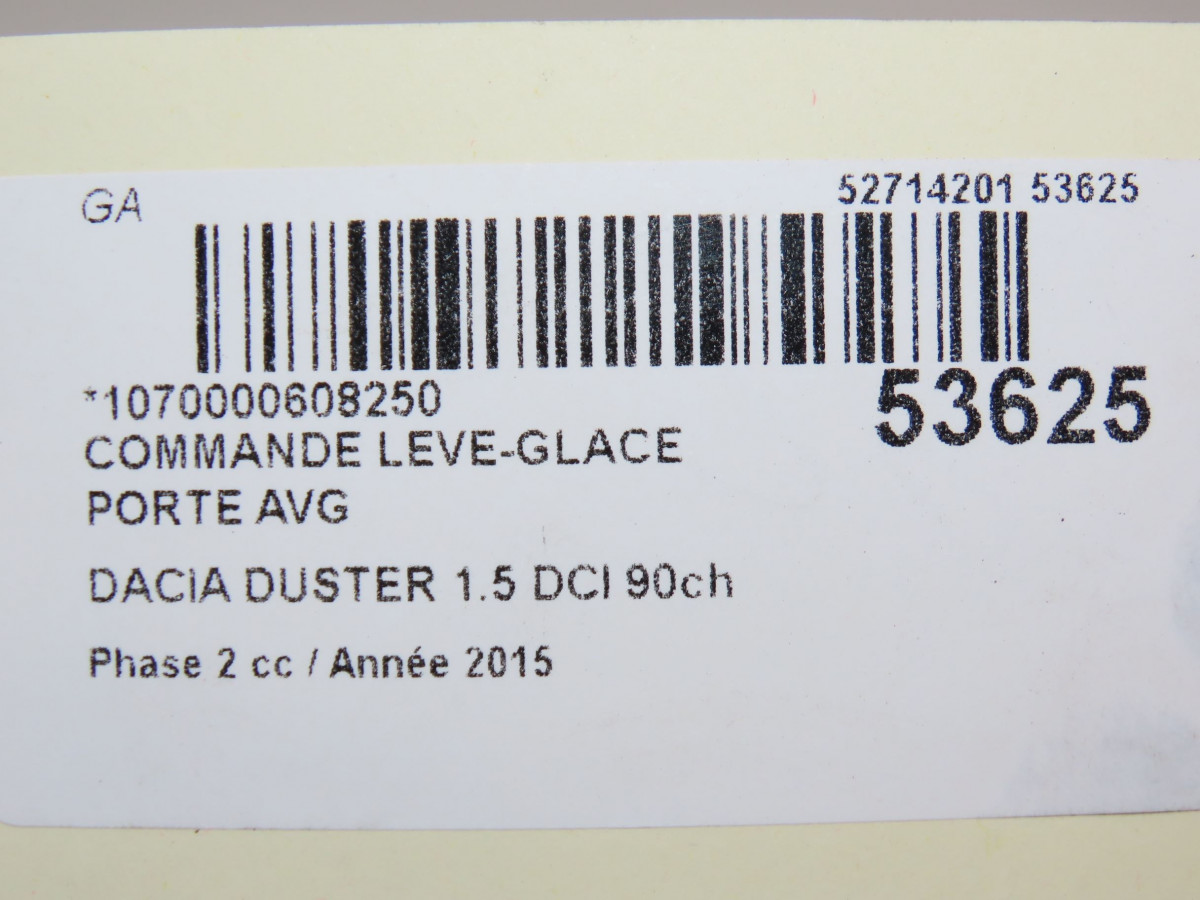 GA
52714201 53625
*1070000608250
53625
COMMANDE LEVE-GLACE
PORTE AVG
DACIA DUSTER 1.5 DCI 90ch
Phase 2 cc / Année 2015